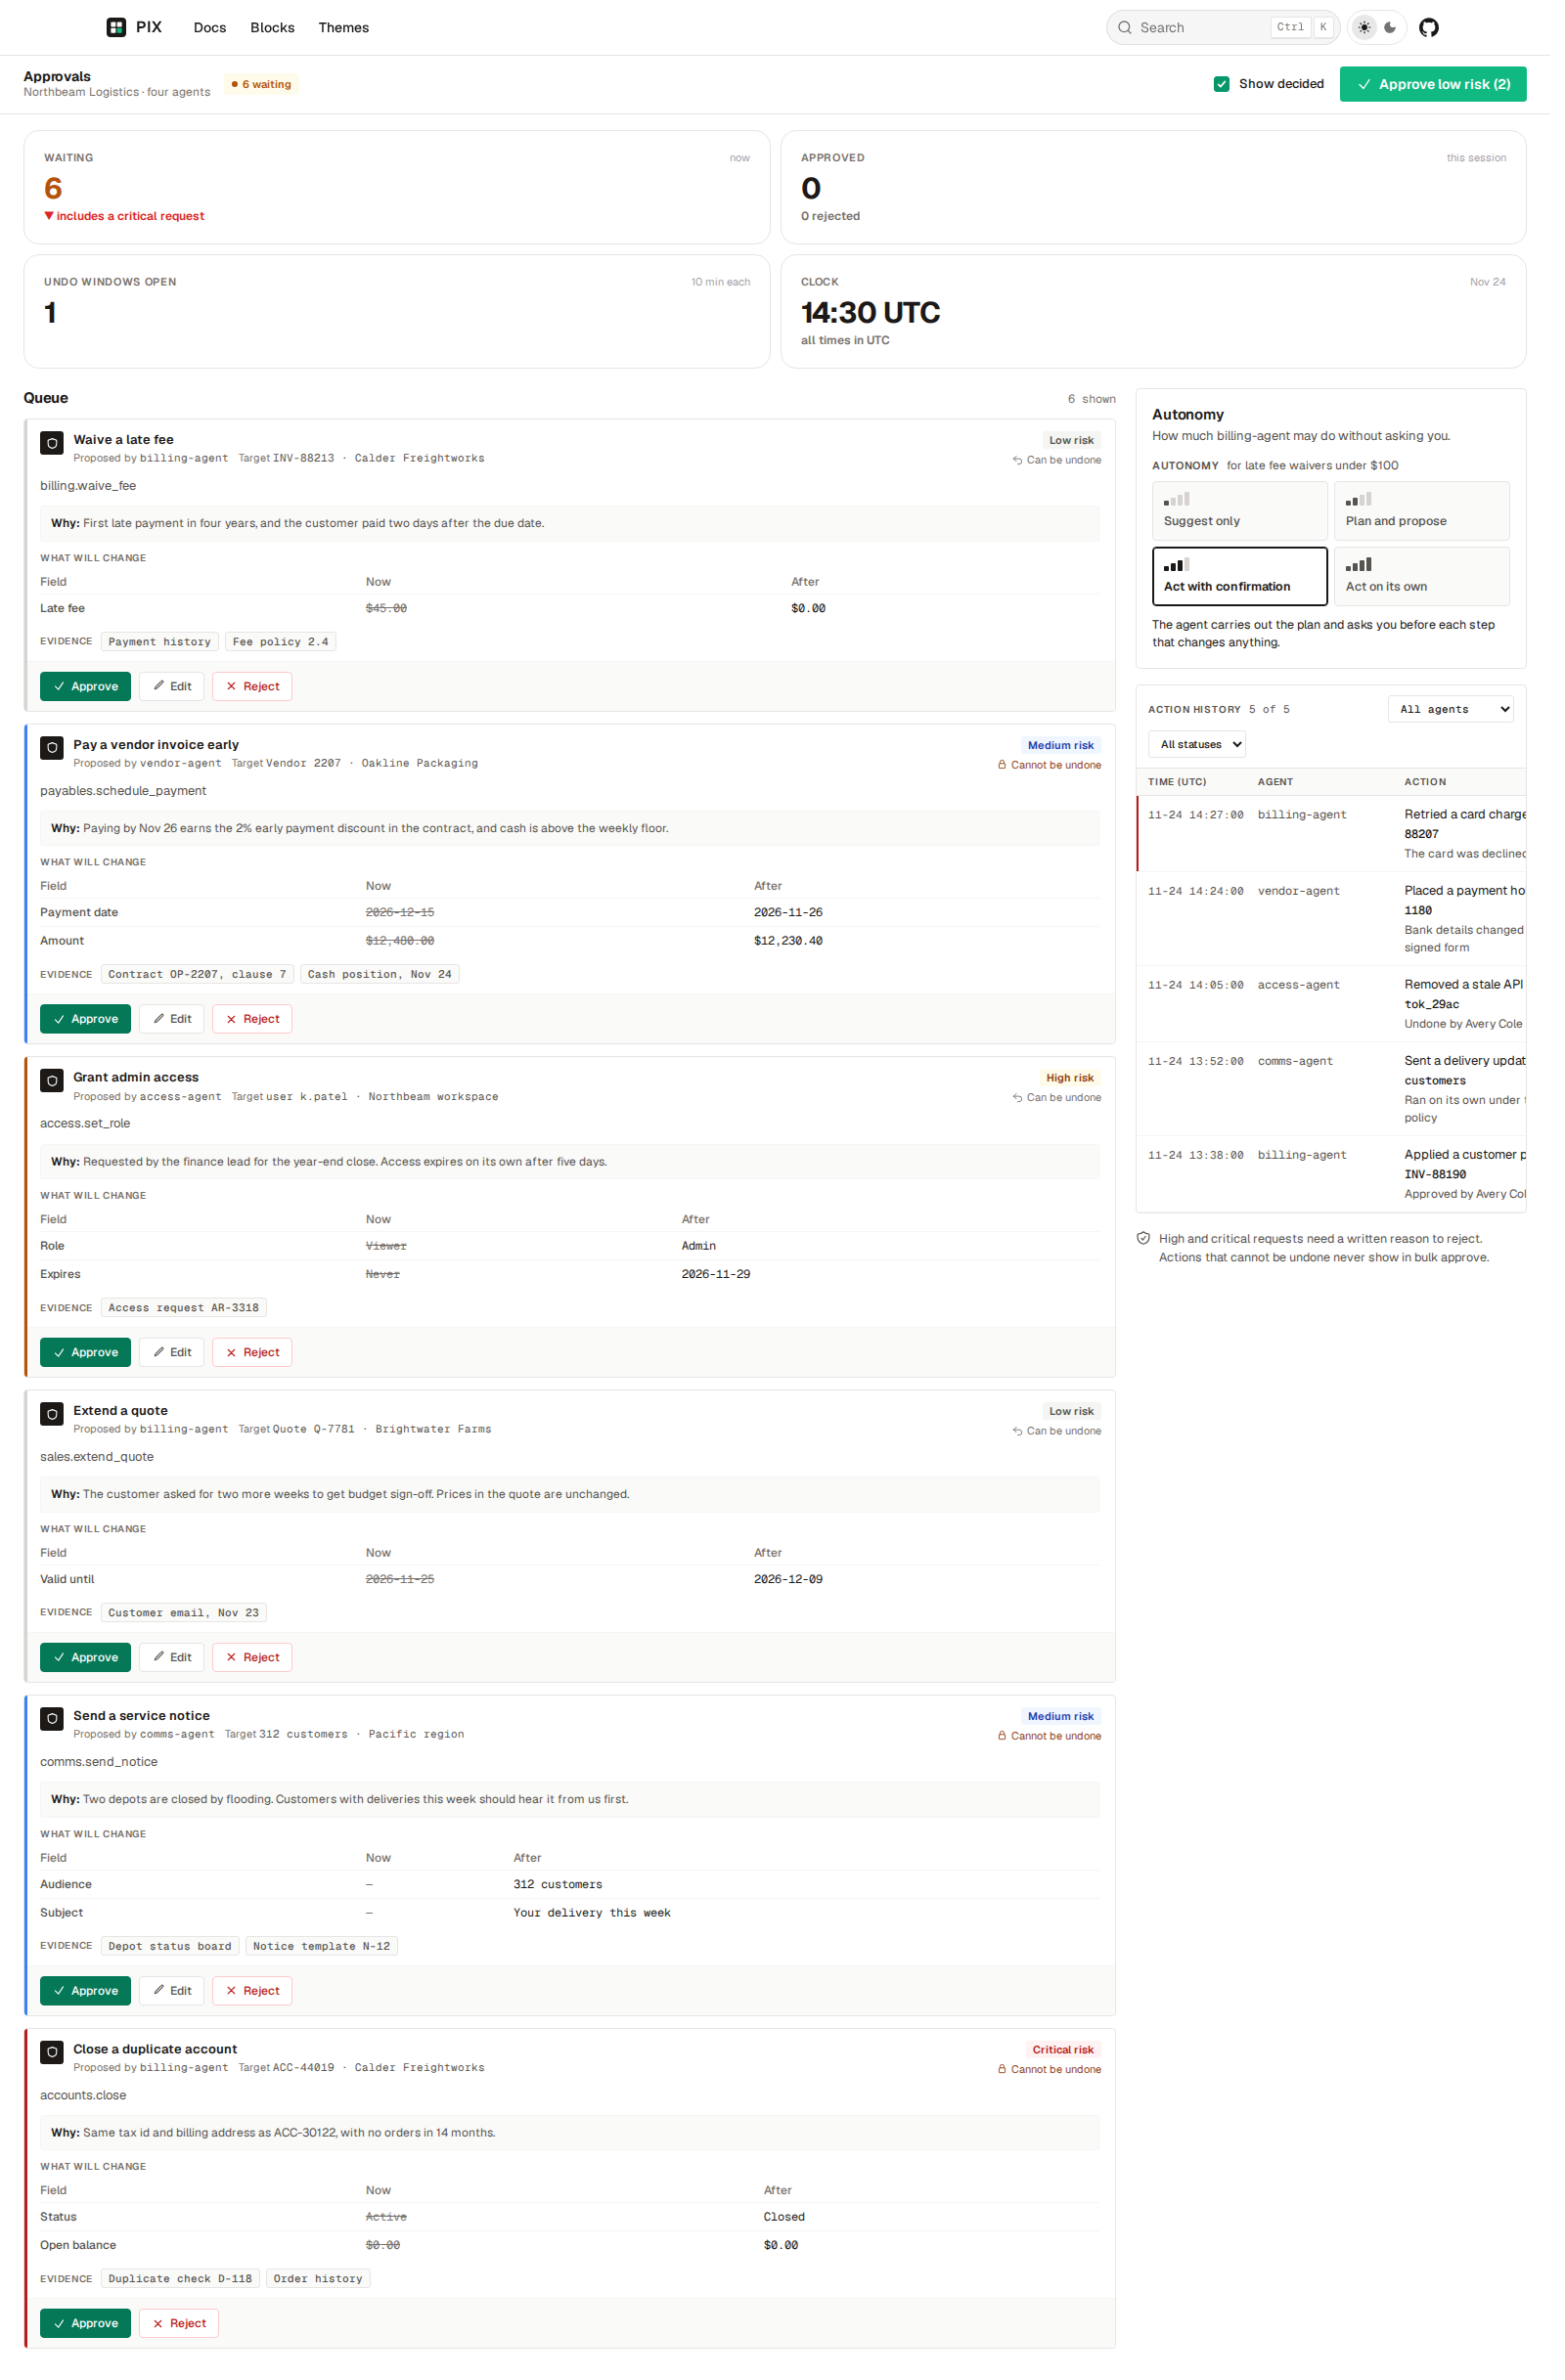 PIX Docs Blocks Themes Search Ctrl K
Approvals
Northbeam Logistics · four agents
6 waiting
Show decided
Approve low risk (2)
WAITING now
6
▼ includes a critical request
APPROVED this session
0
0 rejected
UNDO WINDOWS OPEN 10 min each
1
CLOCK Nov 24
14:30 UTC
all times in UTC
Queue 6 shown
Waive a late fee Low risk
Proposed by billing-agent Target INV-88213 · Calder Freightworks Can be undone
billing.waive_fee
Why: First late payment in four years, and the customer paid two days after the due date.
WHAT WILL CHANGE
Field Now After
Late fee $45.00 $0.00
EVIDENCE Payment history Fee policy 2.4
Approve Edit Reject
Pay a vendor invoice early Medium risk
Proposed by vendor-agent Target Vendor 2207 · Oakline Packaging Cannot be undone
payables.schedule_payment
Why: Paying by Nov 26 earns the 2% early payment discount in the contract, and cash is above the weekly floor.
WHAT WILL CHANGE
Field Now After
Payment date 2026-12-15 2026-11-26
Amount $12,480.00 $12,230.40
EVIDENCE Contract OP-2207, clause 7 Cash position, Nov 24
Approve Edit Reject
Grant admin access High risk
Proposed by access-agent Target user k.patel · Northbeam workspace Can be undone
access.set_role
Why: Requested by the finance lead for the year-end close. Access expires on its own after five days.
WHAT WILL CHANGE
Field Now After
Role Viewer Admin
Expires Never 2026-11-29
EVIDENCE Access request AR-3318
Approve Edit Reject
Extend a quote Low risk
Proposed by billing-agent Target Quote Q-7781 · Brightwater Farms Can be undone
sales.extend_quote
Why: The customer asked for two more weeks to get budget sign-off. Prices in the quote are unchanged.
WHAT WILL CHANGE
Field Now After
Valid until 2026-11-25 2026-12-09
EVIDENCE Customer email, Nov 23
Approve Edit Reject
Send a service notice Medium risk
Proposed by comms-agent Target 312 customers · Pacific region Cannot be undone
comms.send_notice
Why: Two depots are closed by flooding. Customers with deliveries this week should hear it from us first.
WHAT WILL CHANGE
Field Now After
Audience — 312 customers
Subject — Your delivery this week
EVIDENCE Depot status board Notice template N-12
Approve Edit Reject
Close a duplicate account Critical risk
Proposed by billing-agent Target ACC-44019 · Calder Freightworks Cannot be undone
accounts.close
Why: Same tax id and billing address as ACC-30122, with no orders in 14 months.
WHAT WILL CHANGE
Field Now After
Status Active Closed
Open balance $0.00 $0.00
EVIDENCE Duplicate check D-118 Order history
Approve Reject
Autonomy
How much billing-agent may do without asking you.
AUTONOMY for late fee waivers under $100
Suggest only Plan and propose
Act with confirmation Act on its own
The agent carries out the plan and asks you before each step
that changes anything.
ACTION HISTORY 5 of 5 All agents
All statuses
TIME (UTC) AGENT ACTION
11-24 14:27:00 billing-agent Retried a card charge
88207
The card was declined
11-24 14:24:00 vendor-agent Placed a payment ho
1180
Bank details changed
signed form
11-24 14:05:00 access-agent Removed a stale API
tok_29ac
Undone by Avery Cole
11-24 13:52:00 comms-agent Sent a delivery updat
customers
Ran on its own under
policy
11-24 13:38:00 billing-agent Applied a customer p
INV-88190
Approved by Avery Col
High and critical requests need a written reason to reject.
Actions that cannot be undone never show in bulk approve.